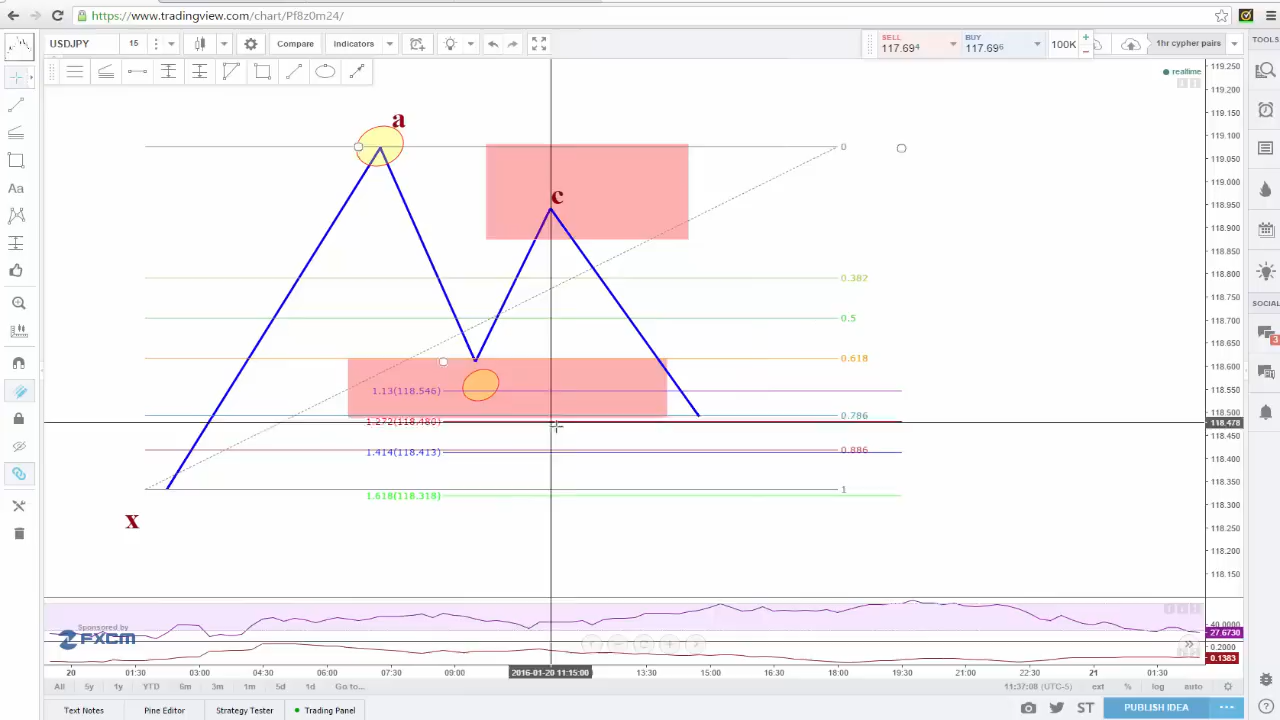 https://www.tradingview.com/chart/Pf8z0m24/
USDJPY 15 Compare Indicators
SELL 117.69⁴ BUY 117.69⁶ 100K 1hr cypher pairs TOOLS
realtime
119.250
119.200
119.150
119.100
119.050
119.000
118.950
118.900
118.850
118.800
118.750
118.700
118.650
118.600
118.550
118.500
118.478
118.450
118.400
118.350
118.300
118.250
118.200
118.150
a
0
c
0.382
0.5
0.618
1.13(118.546)
0.786
1.272(118.480)
0.886
1.414(118.413)
1
1.618(118.318)
x
Aa
SOCIAL
3
Sponsored by
FXCM
40.0000
27.6730
0.2000
0.1383
20 01:30 03:00 04:30 06:00 07:30 09:00 2016-01-20 11:15:00 13:30 15:00 16:30 18:00 19:30 21:00 22:30 21 01:30
All 5y 1y YTD 6m 3m 1m 5d 1d Go to... 11:37:08 (UTC-5) ext % log auto
Text Notes Pine Editor Strategy Tester Trading Panel ST PUBLISH IDEA